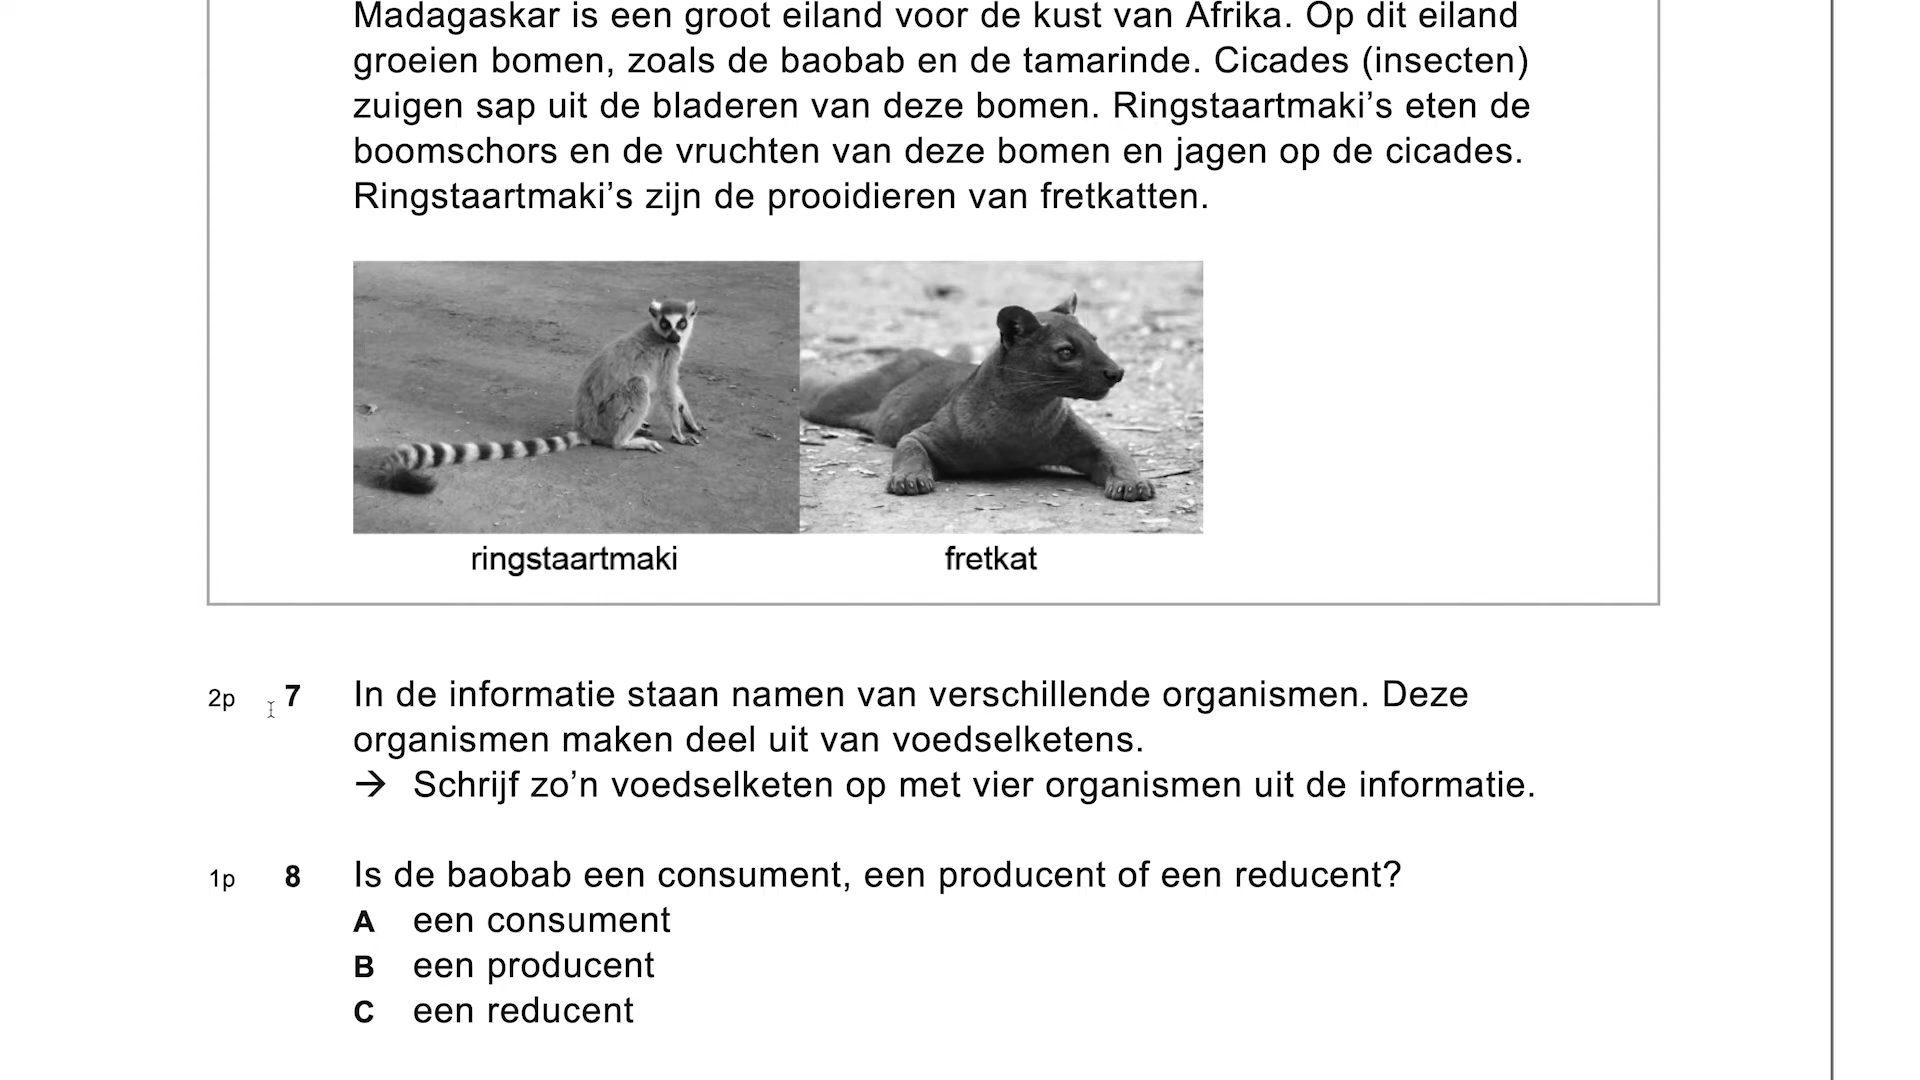 Madagaskar is een groot eiland voor de kust van Afrika. Op dit eiland
groeien bomen, zoals de baobab en de tamarinde. Cicades (insecten)
zuigen sap uit de bladeren van deze bomen. Ringstaartmaki’s eten de
boomschors en de vruchten van deze bomen en jagen op de cicades.
Ringstaartmaki’s zijn de prooidieren van fretkatten.
ringstaartmaki fretkat
2p 7 In de informatie staan namen van verschillende organismen. Deze
organismen maken deel uit van voedselketens.
→ Schrijf zo’n voedselketen op met vier organismen uit de informatie.
1p 8 Is de baobab een consument, een producent of een reducent?
A een consument
B een producent
C een reducent